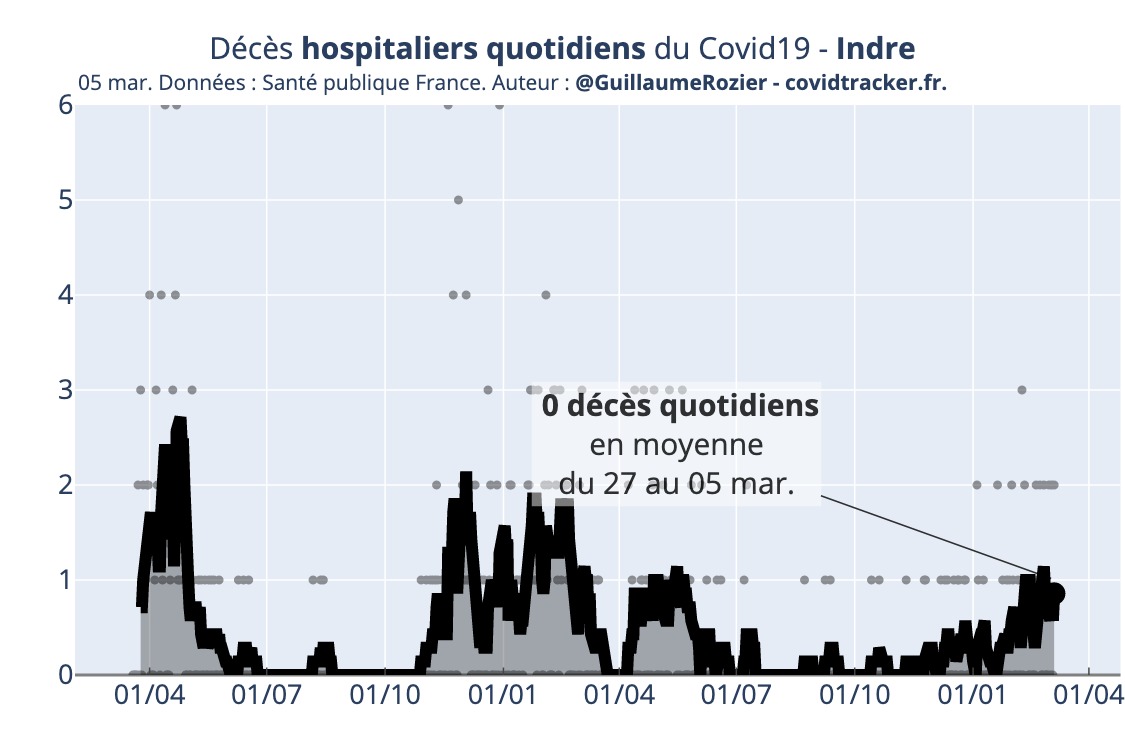 Décès hospitaliers quotidiens du Covid19 - Indre
05 mar. Données : Santé publique France. Auteur : @GuillaumeRozier - covidtracker.fr.
6
5
4
3
0 décès quotidiens
en moyenne
2
du 27 au 05 mar.
1
0
01/04 01/07 01/10 01/01 01/04 01/07 01/10 01/01 01/04